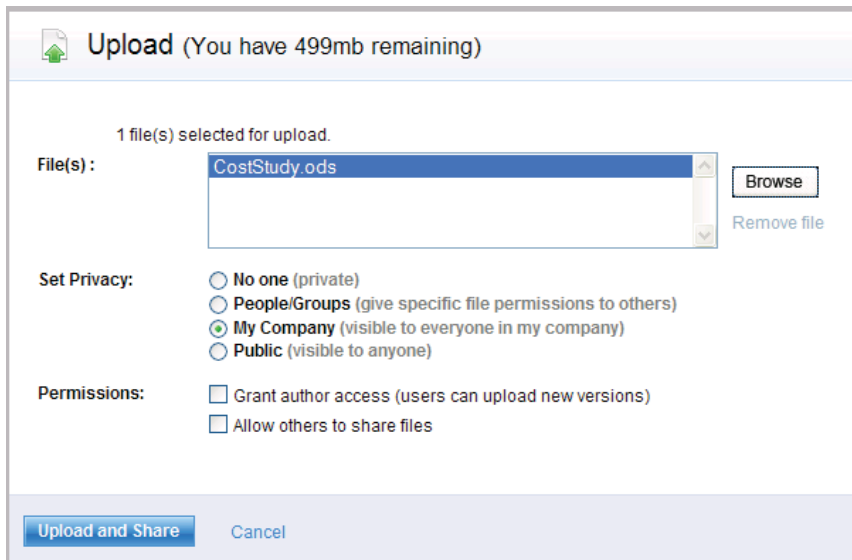 Upload (You have 499mb remaining)
1 file(s) selected for upload.
File(s) :
CostStudy.ods
Browse
Remove file
Set Privacy:
No one (private)
People/Groups (give specific file permissions to others)
My Company (visible to everyone in my company)
Public (visible to anyone)
Permissions:
Grant author access (users can upload new versions)
Allow others to share files
Upload and Share
Cancel